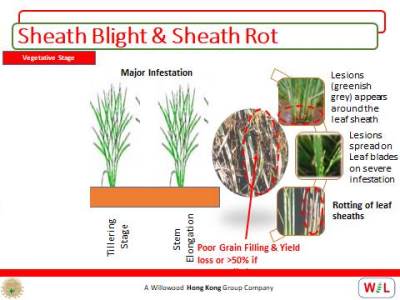 Sheath Blight & Sheath Rot
Vegetative Stage
Major Infestation
Lesions
(greenish
grey) appears
around the
leaf sheath
Lesions
spread on
Leaf blades
on severe
infestation
Rotting of leaf
sheaths
Tillering
Stage
Stem
Elongation
Poor Grain Filling & Yield
loss or >50% if
A Willowood Hong Kong Group Company
WiL